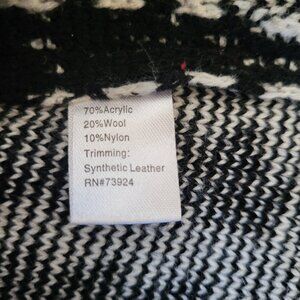 70%Acrylic
20%Wool
10%Nylon
Trimming:
Synthetic Leather
RN#73924